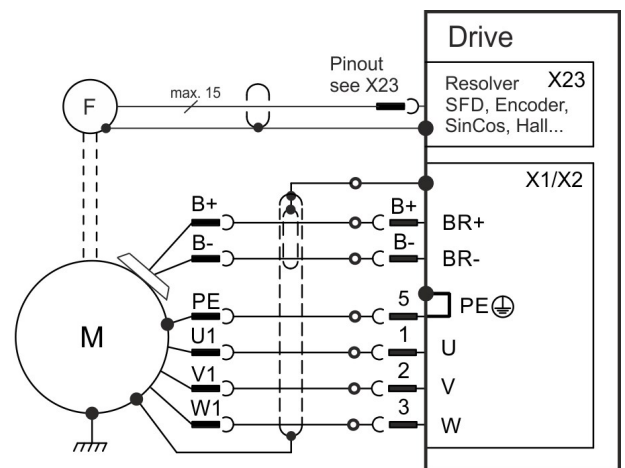 Drive
Pinout
see X23
Resolver X23
SFD, Encoder,
SinCos, Hall...
max. 15
F
X1/X2
B+ B+ BR+
B- B- BR-
PE 5 PE
U1 1 U
V1 2 V
W1 3 W
M